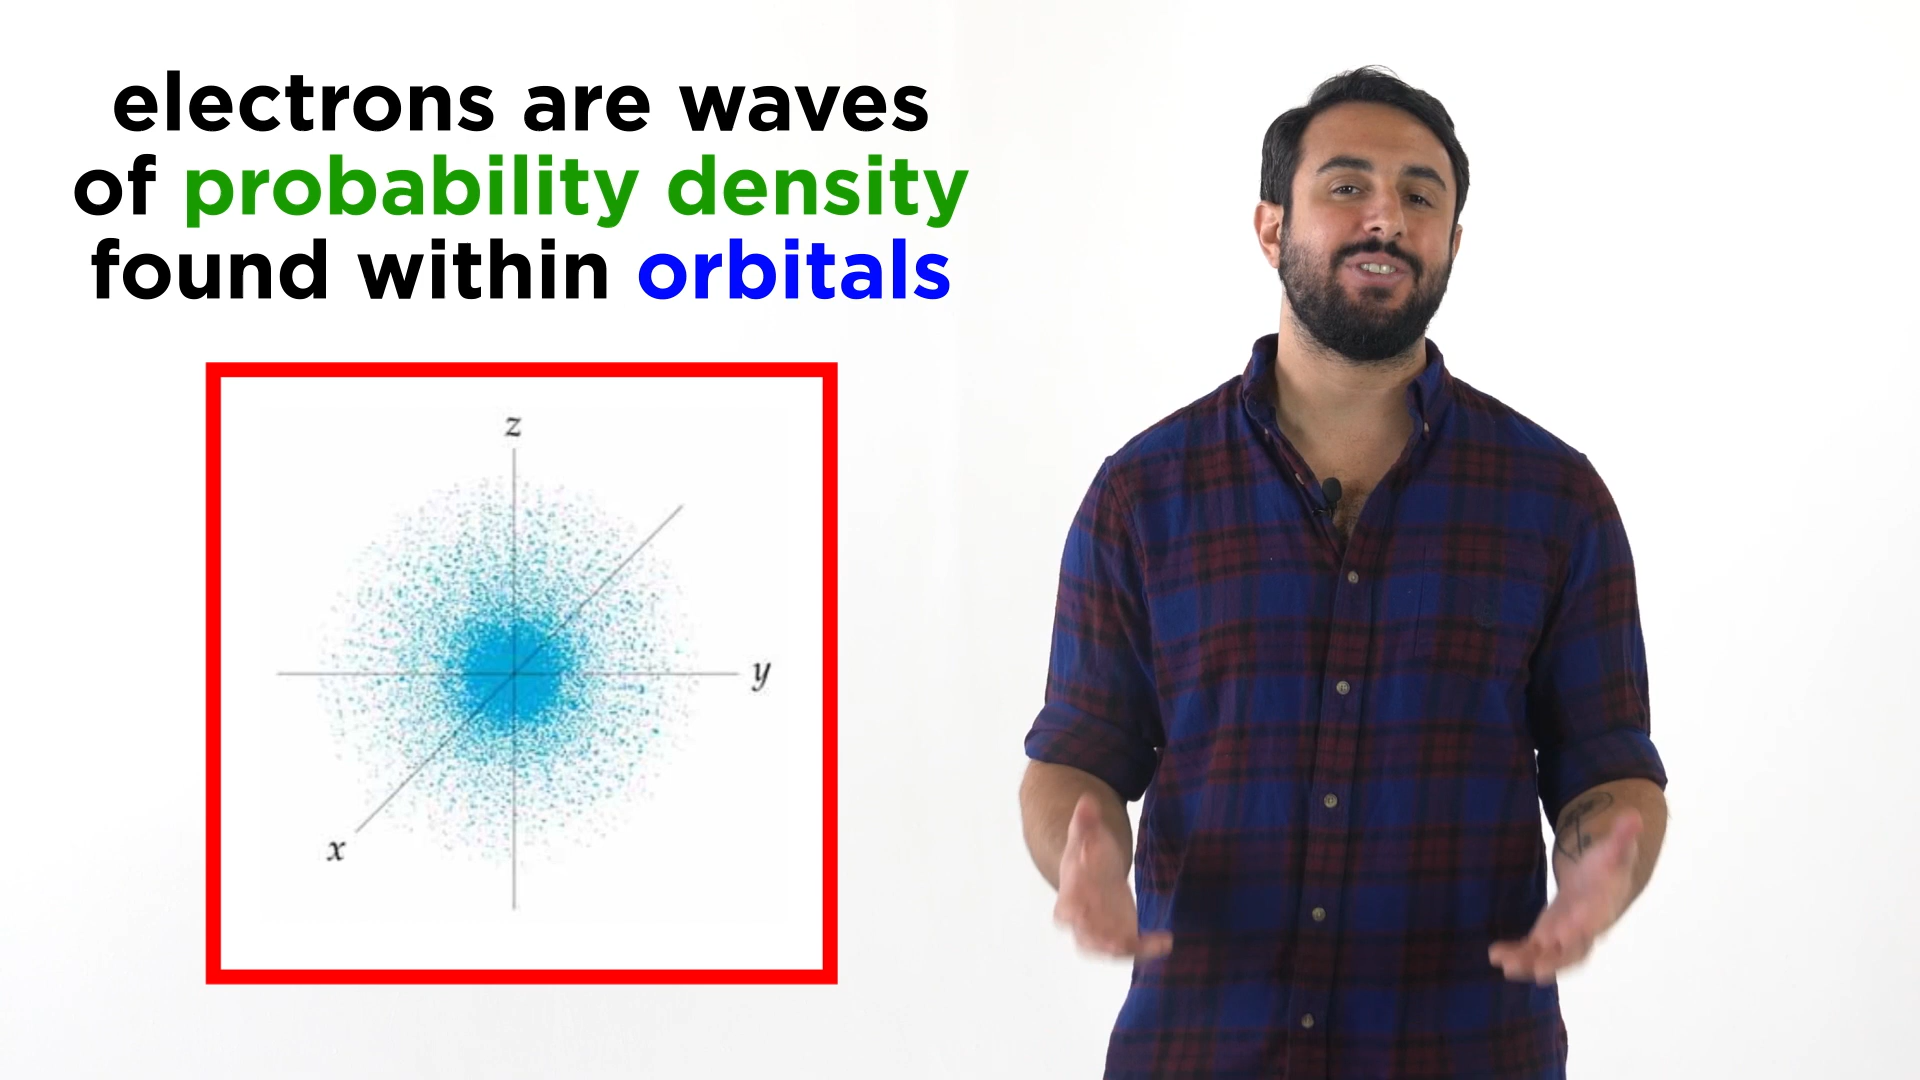 electrons are waves
of probability density
found within orbitals
z
y
x